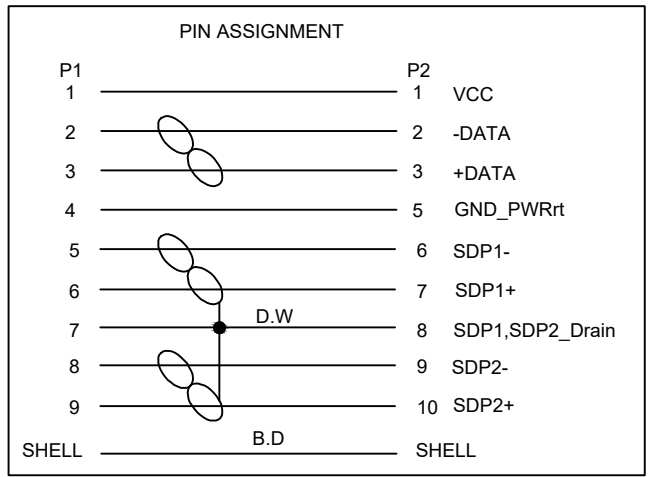 PIN ASSIGNMENT
P1 P2
1 1 VCC
2 2 -DATA
3 3 +DATA
4 5 GND_PWRrt
5 6 SDP1-
6 7 SDP1+
D.W
7 8 SDP1,SDP2_Drain
8 9 SDP2-
9 10 SDP2+
B.D
SHELL SHELL